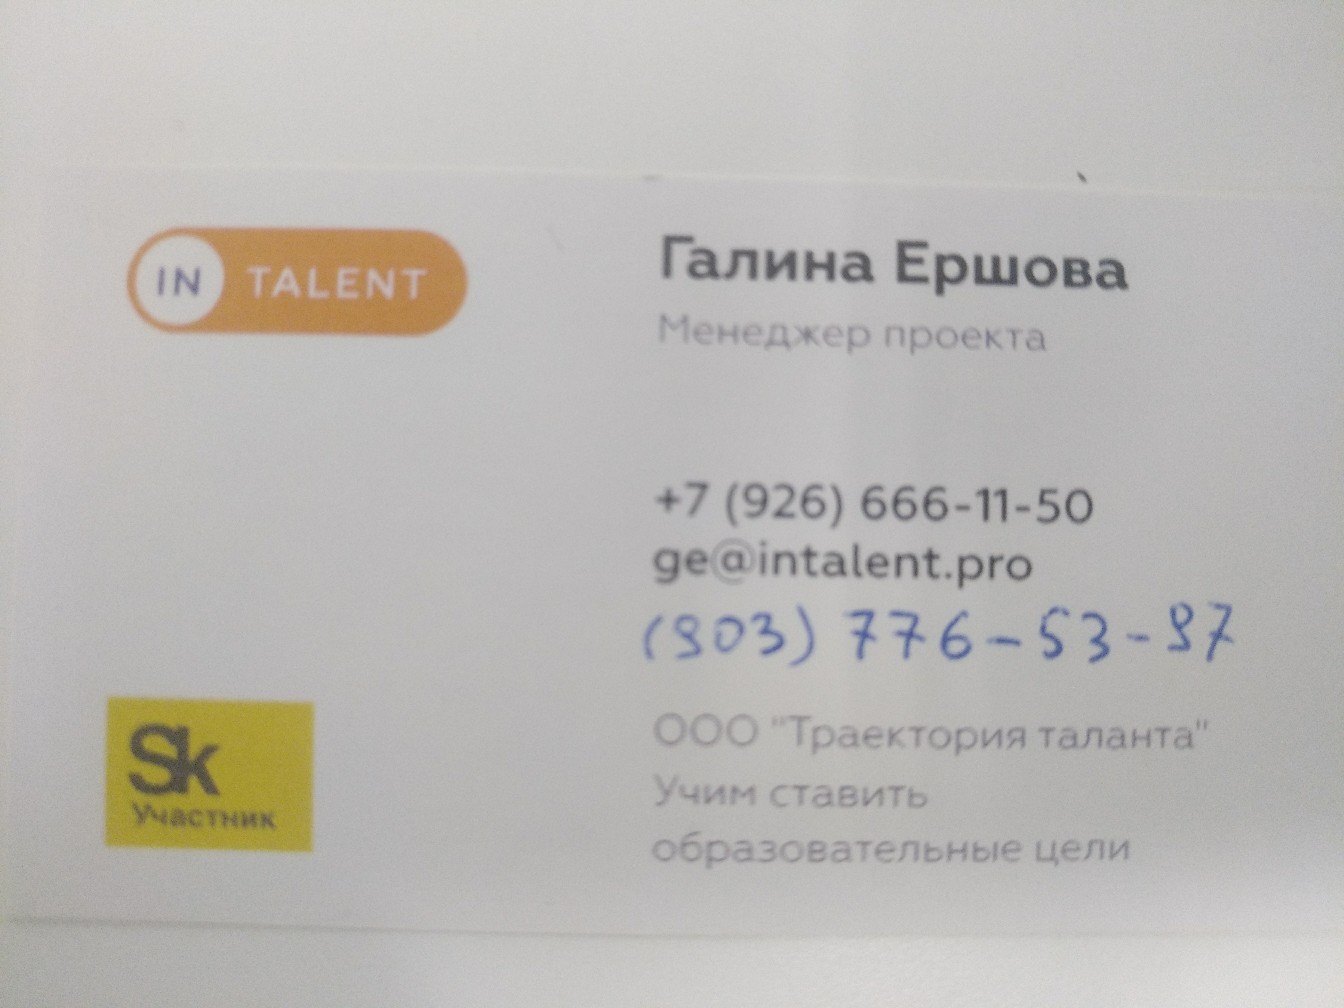 IN TALENT
Галина Ершова
Менеджер проекта
+7 (926) 666-11-50
ge@intalent.pro
(903) 776-53-97
Sk
Участник
ООО "Траектория таланта"
Учим ставить
образовательные цели